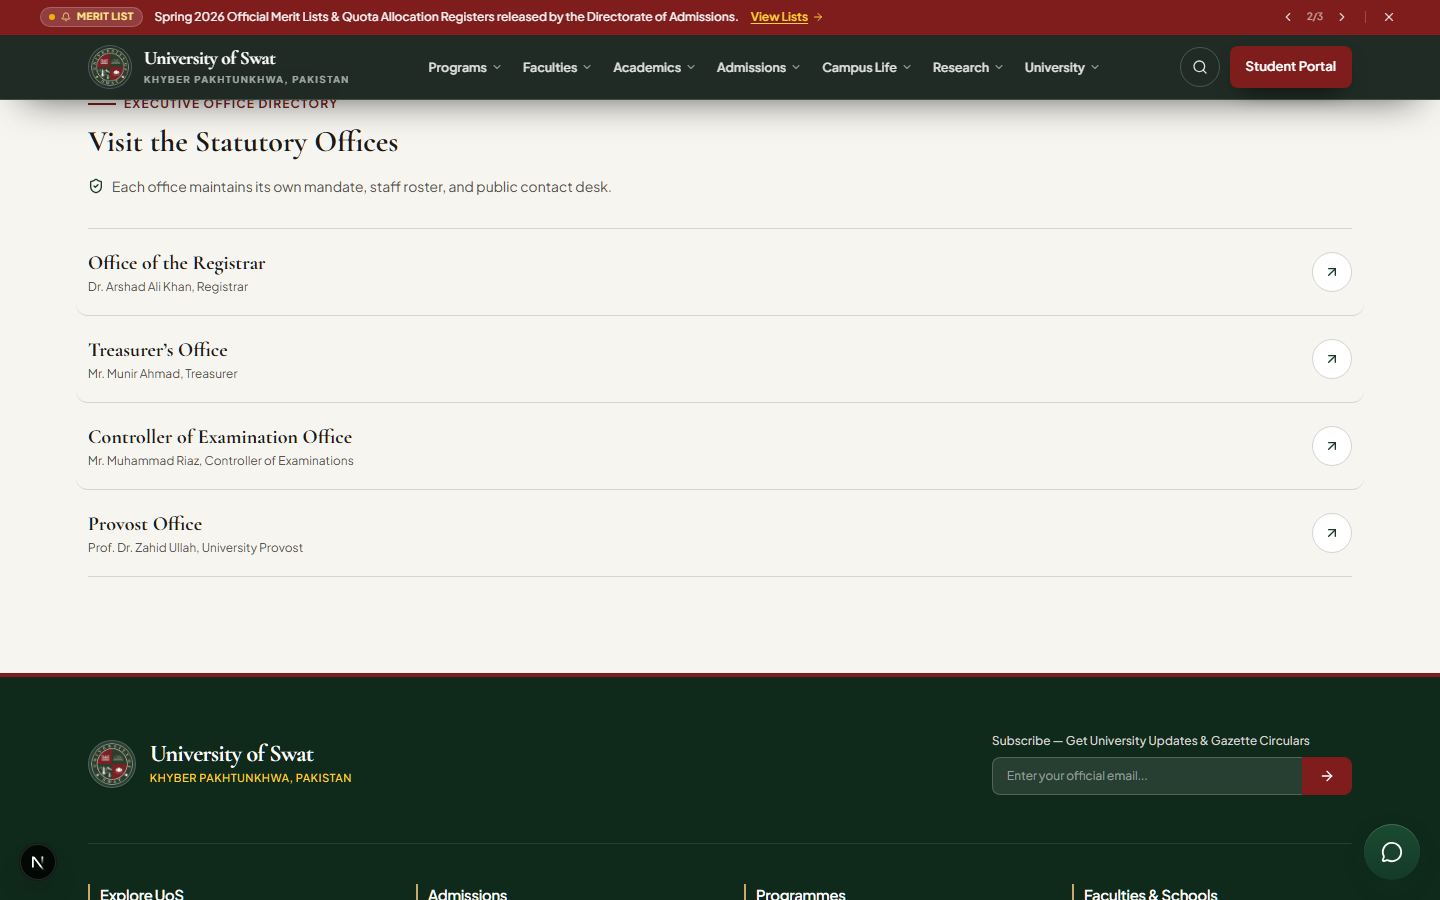 MERIT LIST
Spring 2026 Official Merit Lists & Quota Allocation Registers released by the Directorate of Admissions.
View Lists
2/3
University of Swat
KHYBER PAKHTUNKHWA, PAKISTAN
Programs
Faculties
Academics
Admissions
Campus Life
Research
University
Student Portal
EXECUTIVE OFFICE DIRECTORY
Visit the Statutory Offices
Each office maintains its own mandate, staff roster, and public contact desk.
Office of the Registrar
Dr. Arshad Ali Khan, Registrar
Treasurer’s Office
Mr. Munir Ahmad, Treasurer
Controller of Examination Office
Mr. Muhammad Riaz, Controller of Examinations
Provost Office
Prof. Dr. Zahid Ullah, University Provost
University of Swat
KHYBER PAKHTUNKHWA, PAKISTAN
Subscribe — Get University Updates & Gazette Circulars
Enter your official email...
N
Explore UoS
Admissions
Programmes
Faculties & Schools